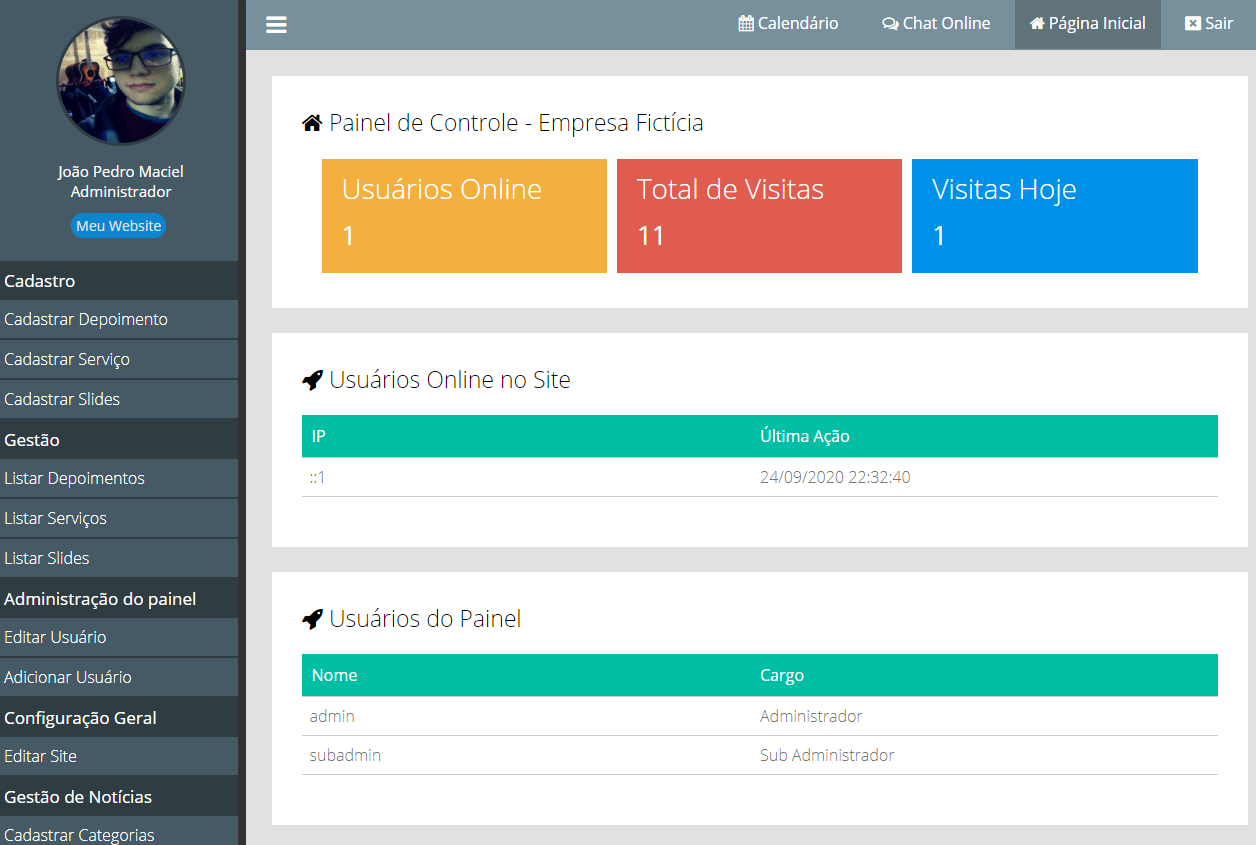 João Pedro Maciel
Administrador
Meu Website
Cadastro
Cadastrar Depoimento
Cadastrar Serviço
Cadastrar Slides
Gestão
Listar Depoimentos
Listar Serviços
Listar Slides
Administração do painel
Editar Usuário
Adicionar Usuário
Configuração Geral
Editar Site
Gestão de Notícias
Cadastrar Categorias
Calendário Chat Online Página Inicial Sair
Painel de Controle - Empresa Fictícia
Usuários Online Total de Visitas Visitas Hoje
1 11 1
Usuários Online no Site
IP Última Ação
::1 24/09/2020 22:32:40
Usuários do Painel
Nome Cargo
admin Administrador
subadmin Sub Administrador